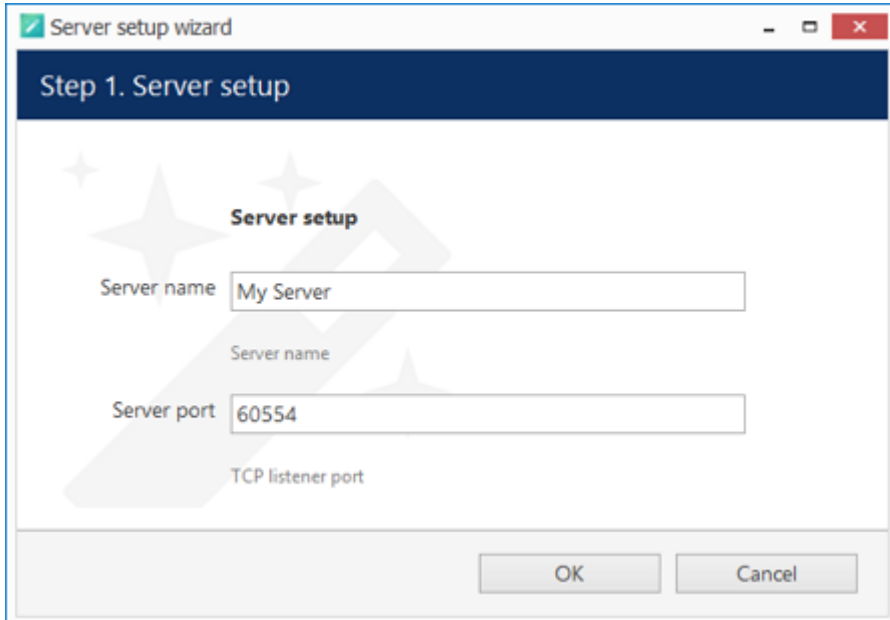 Server setup wizard
Step 1. Server setup
Server setup
Server name My Server
Server name
Server port 60554
TCP listener port
OK Cancel